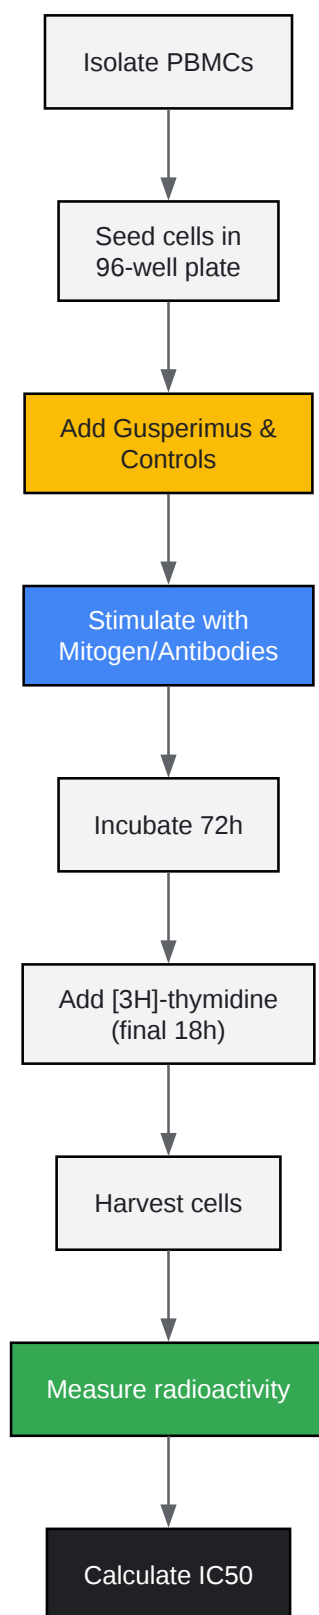 Isolate PBMCs
Seed cells in
96-well plate
Add Gusperimus &
Controls
Stimulate with
Mitogen/Antibodies
Incubate 72h
Add [3H]-thymidine
(final 18h)
Harvest cells
Measure radioactivity
Calculate IC50